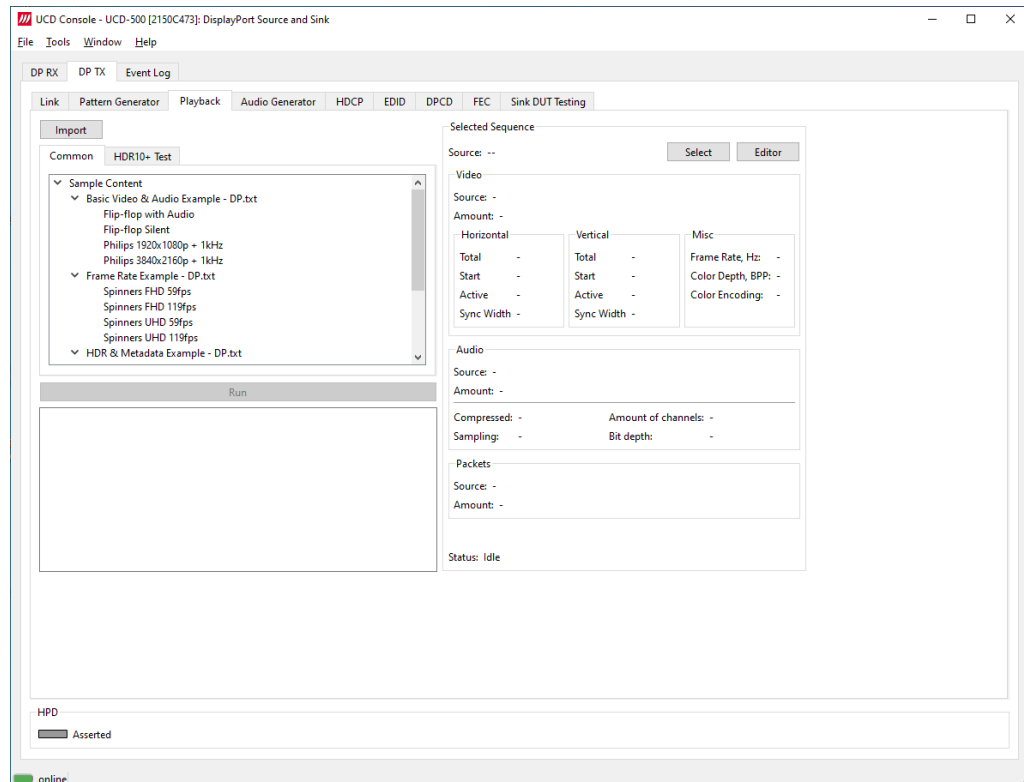 UCD Console - UCD-500 [2150C473]: DisplayPort Source and Sink
File Tools Window Help
DP RX DP TX Event Log
Link Pattern Generator Playback Audio Generator HDCP EDID DPCD FEC Sink DUT Testing
Import
Common HDR10+ Test
Sample Content
Basic Video & Audio Example - DP.txt
Flip-flop with Audio
Flip-flop Silent
Philips 1920x1080p + 1kHz
Philips 3840x2160p + 1kHz
Frame Rate Example - DP.txt
Spinners FHD 59fps
Spinners FHD 119fps
Spinners UHD 59fps
Spinners UHD 119fps
HDR & Metadata Example - DP.txt
Run
Selected Sequence
Source: -- Select Editor
Video
Source: -
Amount: -
Horizontal
Total -
Start -
Active -
Sync Width -
Vertical
Total -
Start -
Active -
Sync Width -
Misc
Frame Rate, Hz: -
Color Depth, BPP: -
Color Encoding: -
Audio
Source: -
Amount: -
Compressed: - Amount of channels: -
Sampling: - Bit depth: -
Packets
Source: -
Amount: -
Status: Idle
HPD
Asserted
online